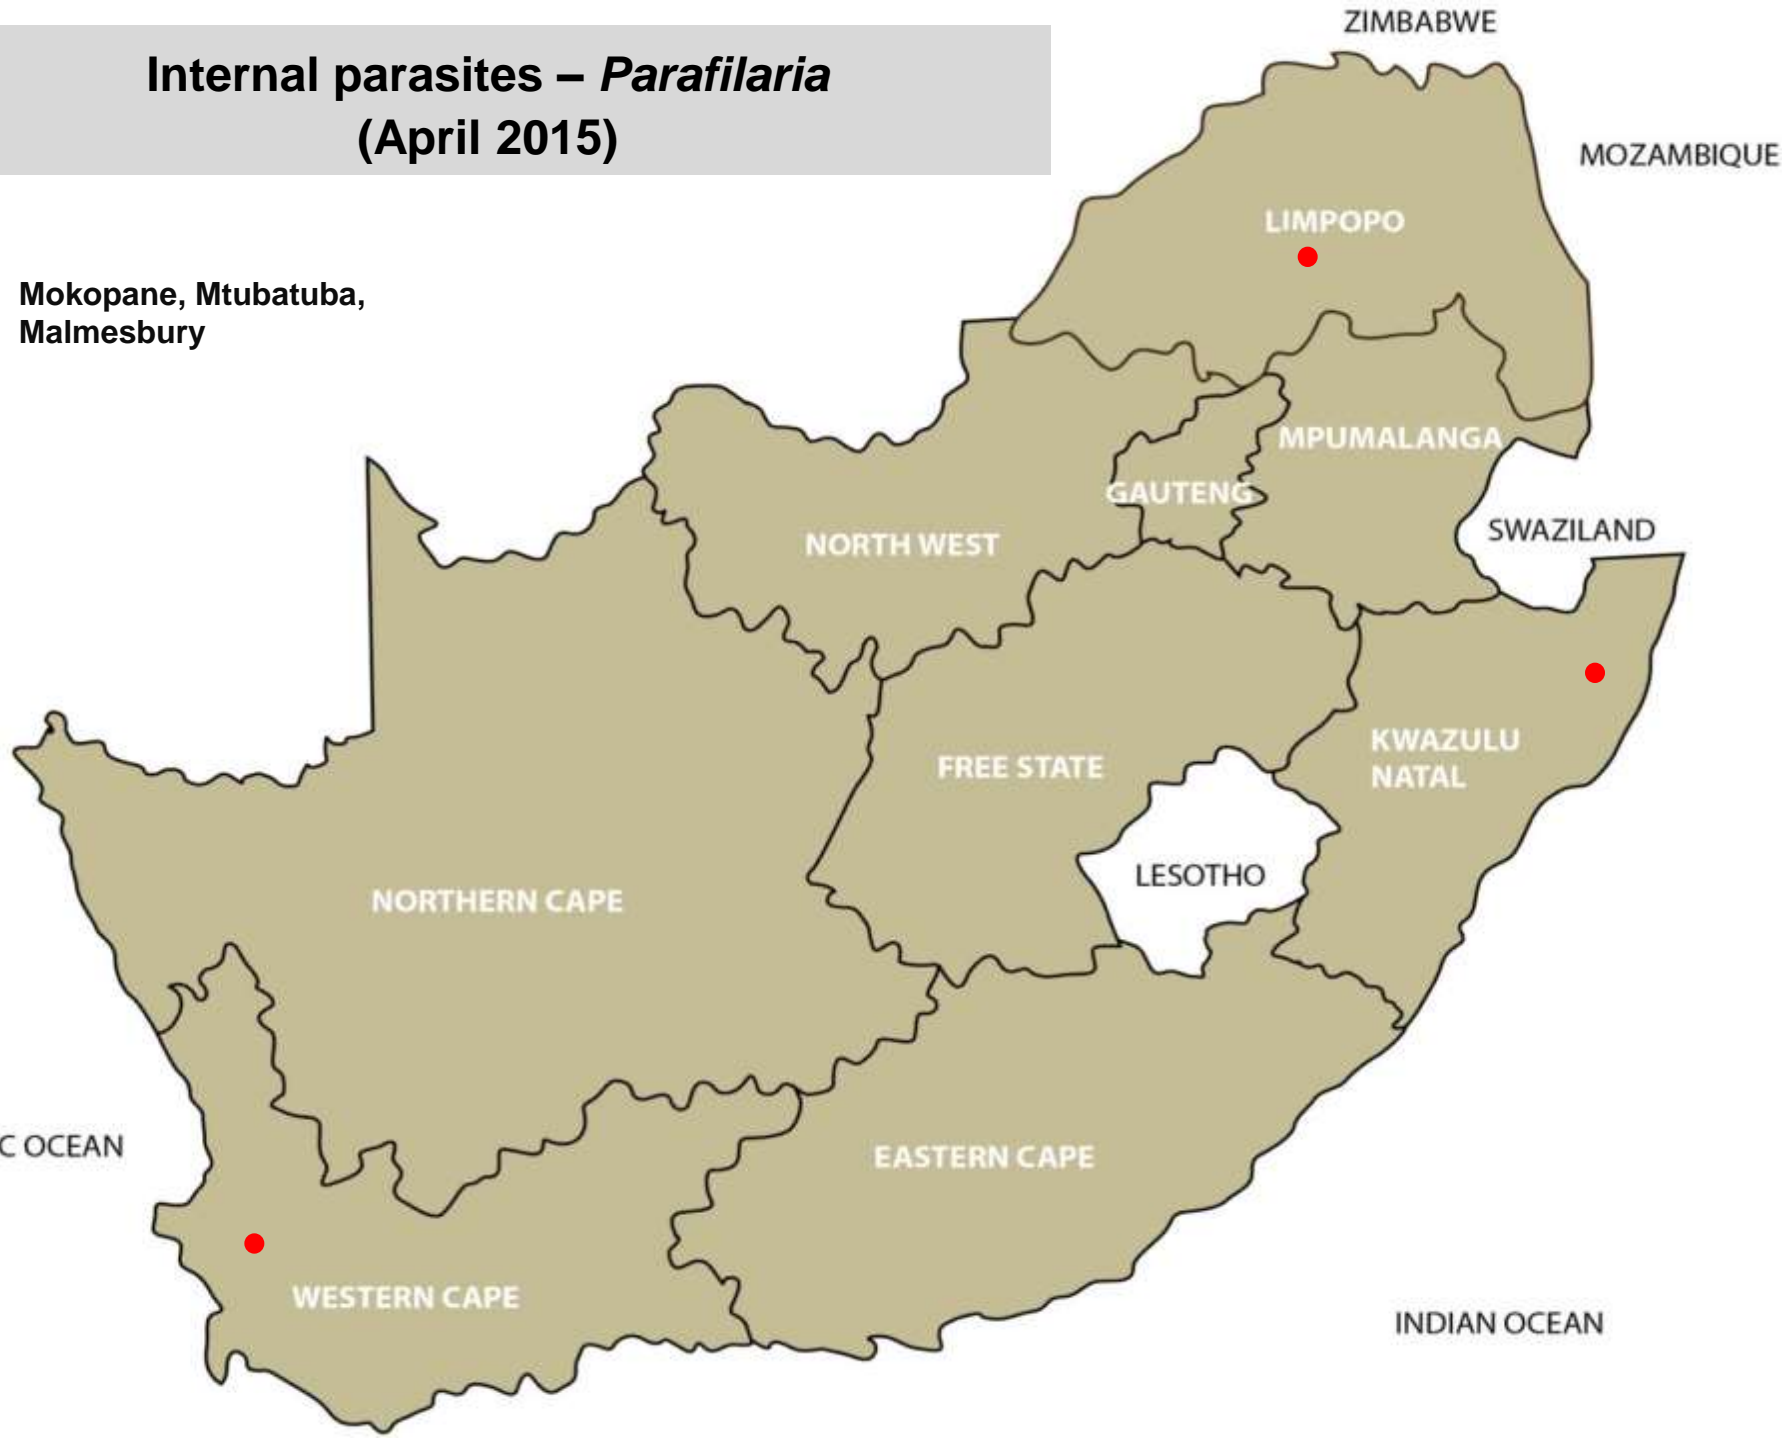 Internal parasites – Parafilaria
(April 2015)
Mokopane, Mtubatuba,
Malmesbury
ZIMBABWE
MOZAMBIQUE
LIMPOPO
MPUMALANGA
GAUTENG
SWAZILAND
NORTH WEST
KWAZULU
NATAL
FREE STATE
LESOTHO
NORTHERN CAPE
C OCEAN
EASTERN CAPE
WESTERN CAPE
INDIAN OCEAN